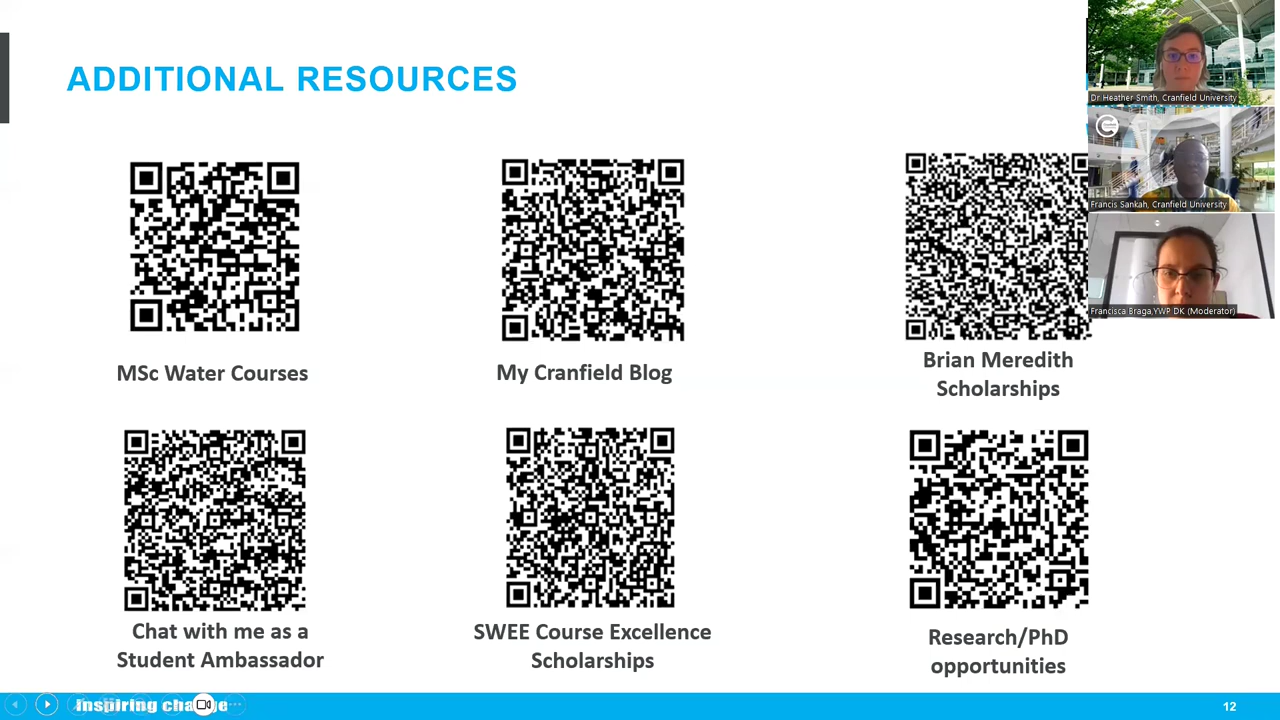 ADDITIONAL RESOURCES
Dr Heather Smith, Cranfield University
Francis Sankah, Cranfield University
Francisca Braga,YWP DK (Moderator)
MSc Water Courses
My Cranfield Blog
Brian Meredith
Scholarships
Chat with me as a
Student Ambassador
SWEE Course Excellence
Scholarships
Research/PhD
opportunities
Inspiring change
12